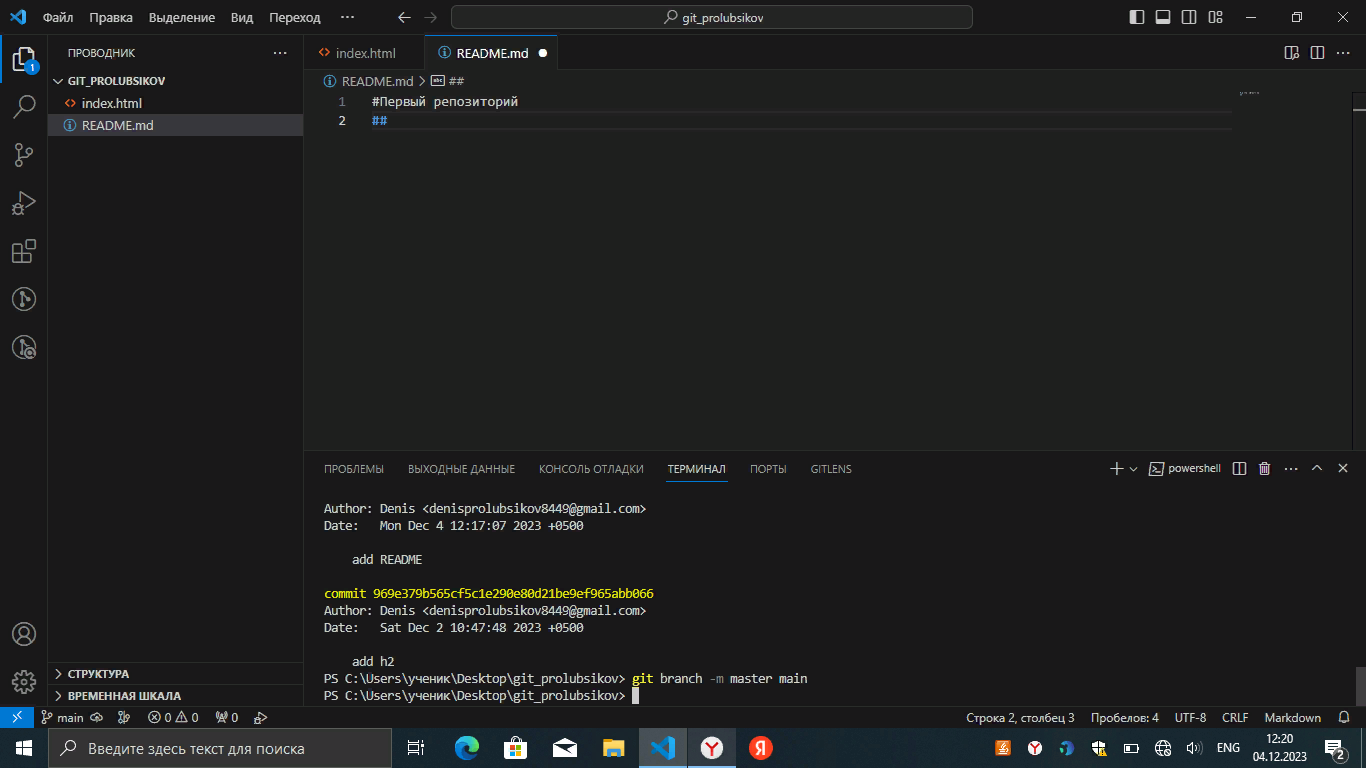 Файл Правка Выделение Вид Переход ···
git_prolubsikov
ПРОВОДНИК
GIT_PROLUBSIKOV
index.html
README.md
СТРУКТУРА
ВРЕМЕННАЯ ШКАЛА
1
index.html
README.md
README.md > ##
1 #Первый репозиторий
2 ##
ПРОБЛЕМЫ ВЫХОДНЫЕ ДАННЫЕ КОНСОЛЬ ОТЛАДКИ ТЕРМИНАЛ ПОРТЫ GITLENS
powershell
Author: Denis <denisprolubsikov8449@gmail.com>
Date:   Mon Dec 4 12:17:07 2023 +0500
add README
commit 969e379b565cf5c1e290e80d21be9ef965abb066
Author: Denis <denisprolubsikov8449@gmail.com>
Date:   Sat Dec 2 10:47:48 2023 +0500
add h2
PS C:\Users\ученик\Desktop\git_prolubsikov> git branch -m master main
PS C:\Users\ученик\Desktop\git_prolubsikov>
main 0 0 0 Строка 2, столбец 3 Пробелов: 4 UTF-8 CRLF Markdown
Введите здесь текст для поиска
Я
ENG
12:20
04.12.2023
2